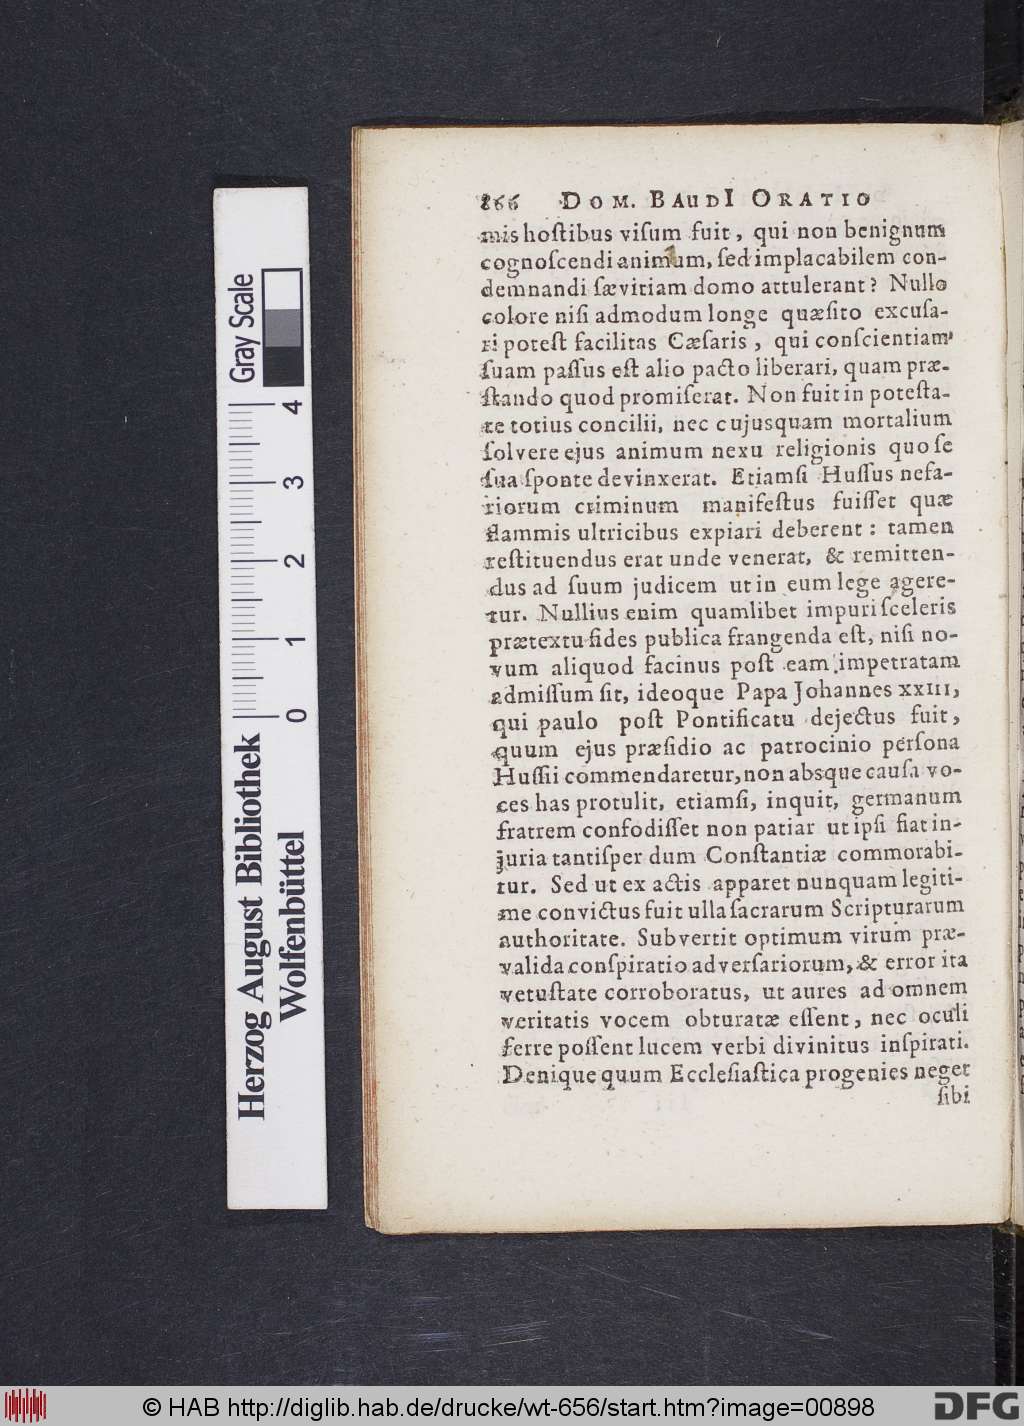 866 DOM. BAUDI ORATIO
mis hoſtibus viſum fuit, qui non benignum
cognoſcendi animum, ſed implacabilem con-
demnandi ſævitiam domo attulerant? Nullo
colore niſi admodum longe quæſito excuſa-
ri poteſt facilitas Cæſaris, qui conſcientiam
ſuam paſſus eſt alio pacto liberari, quam præ-
ſtando quod promiſerat. Non fuit in poteſta-
te totius concilii, nec cujusquam mortalium
ſolvere ejus animum nexu religionis quo ſe
ſua ſponte devinxerat. Etiamſi Huſſus nefa-
riorum criminum manifeſtus fuiſſet quæ
flammis ultricibus expiari deberent: tamen
reſtituendus erat unde venerat, & remitten-
dus ad ſuum judicem ut in eum lege agere-
tur. Nullius enim quamlibet impuri ſceleris
prætextu fides publica frangenda eſt, niſi no-
vum aliquod facinus poſt eam impetratam
admiſſum ſit, ideoque Papa Johannes XXIII,
qui paulo poſt Pontificatu dejectus fuit,
quum ejus præſidio ac patrocinio perſona
Huſſii commendaretur, non absque cauſa vo-
ces has protulit, etiamſi, inquit, germanum
fratrem confodiſſet non patiar ut ipſi fiat in-
juria tantiſper dum Conſtantiæ commorabi-
tur. Sed ut ex actis apparet nunquam legiti-
me convictus fuit ulla ſacrarum Scripturarum
authoritate. Subvertit optimum virum præ-
valida conſpiratio adverſariorum, & error ita
vetuſtate corroboratus, ut aures ad omnem
veritatis vocem obturatæ eſſent, nec oculi
ferre poſſent lucem verbi divinitus inſpirati.
Denique quum Eccleſiaſtica progenies neget
ſibi
Gray Scale
4
3
2
1
0
Herzog August Bibliothek
Wolfenbüttel
© HAB http://diglib.hab.de/drucke/wt-656/start.htm?image=00898
DFG